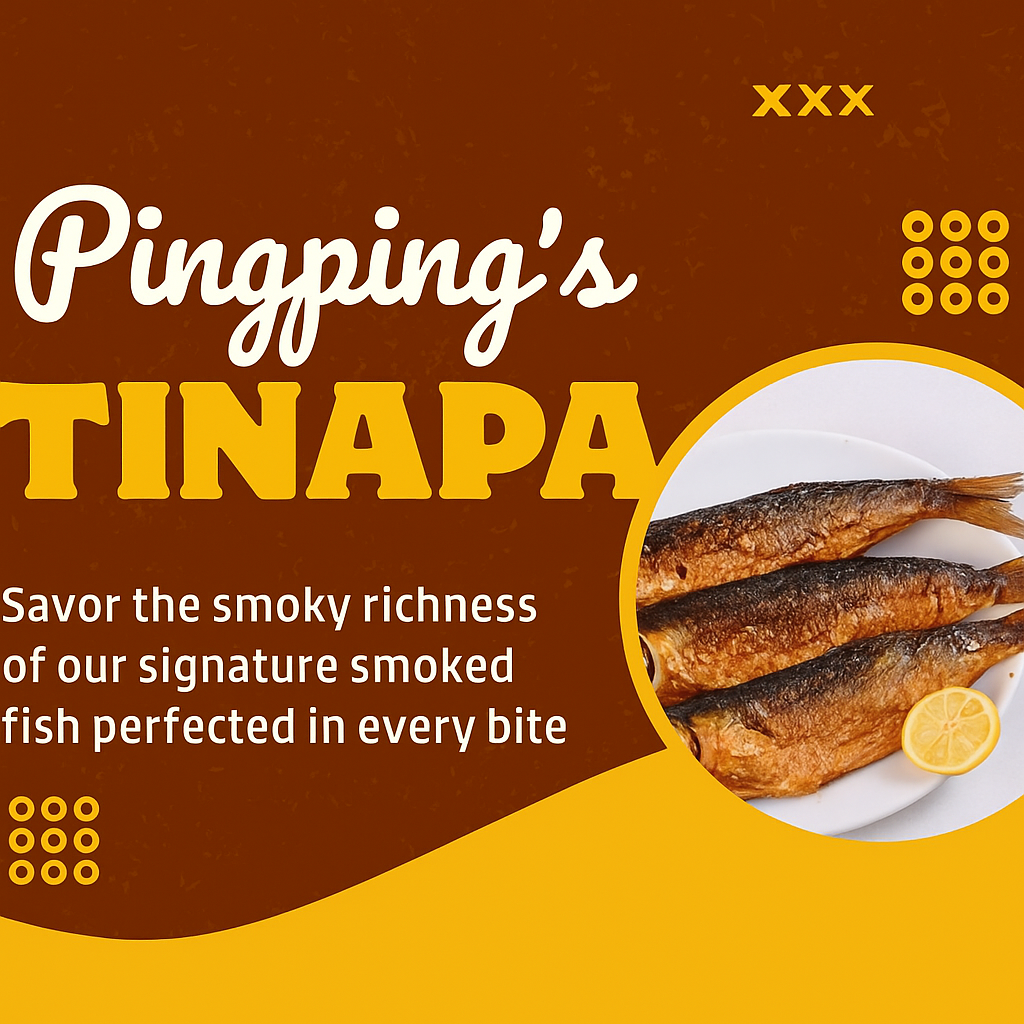 XXX
Pingping's
TINAPA
Savor the smoky richness
of our signature smoked
fish perfected in every bite